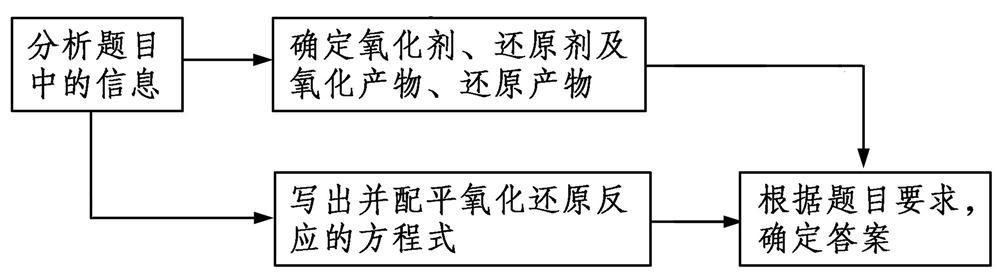 分析题目
中的信息
确定氧化剂、还原剂及
氧化产物、还原产物
写出并配平氧化还原反
应的方程式
根据题目要求，
确定答案